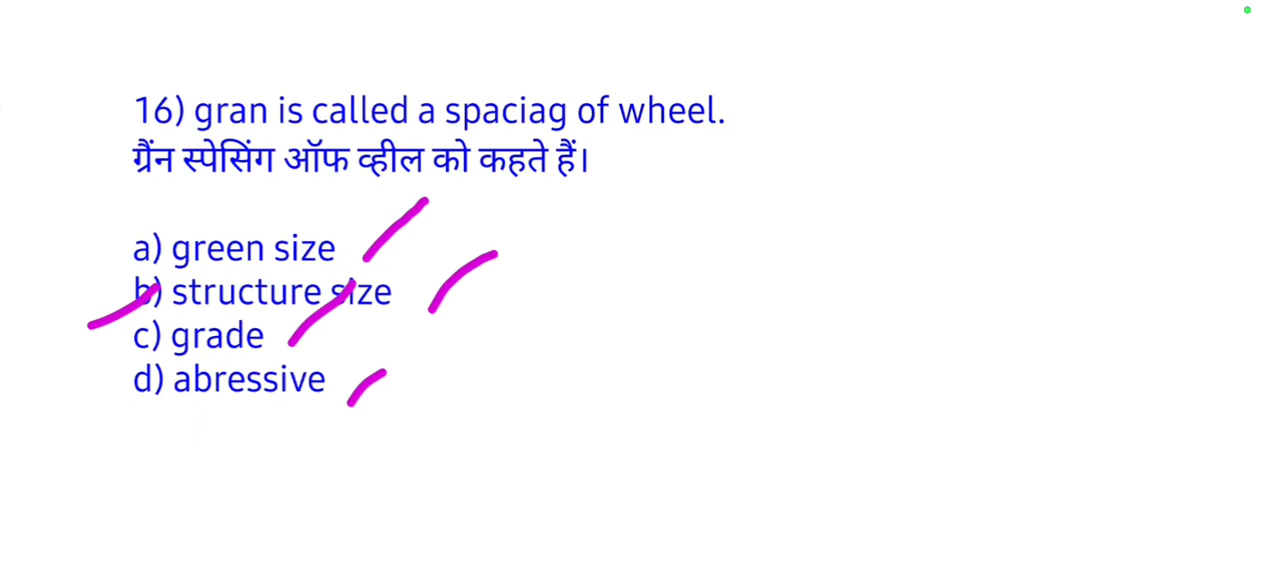 16) gran is called a spaciag of wheel.
ग्रैंन स्पेसिंग ऑफ व्हील को कहते हैं।
a) green size
b) structure size
c) grade
d) abressive